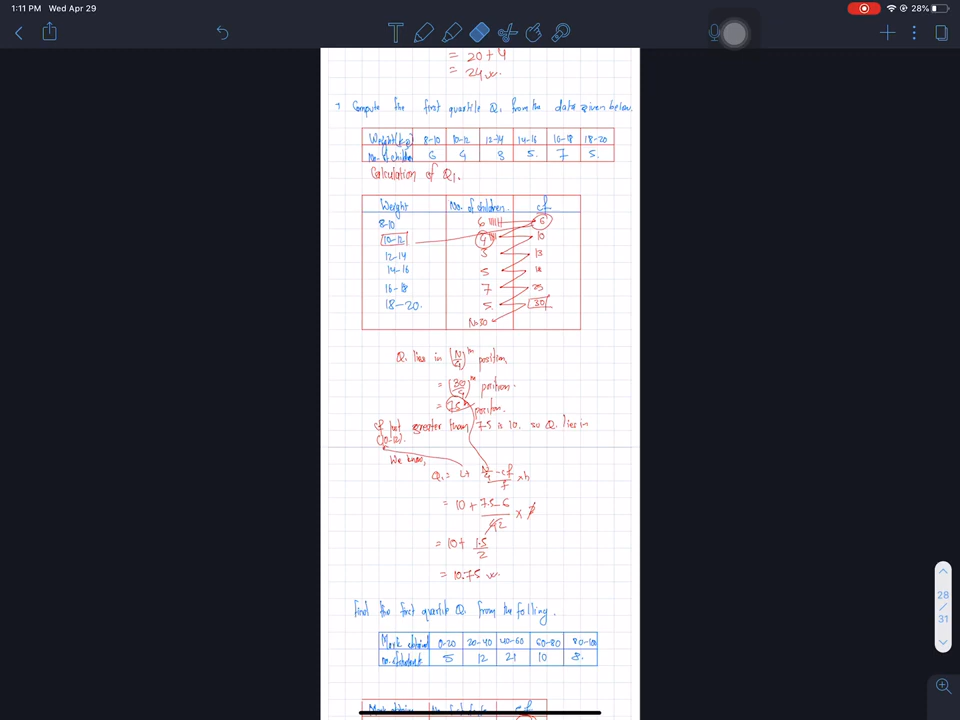 1:11 PM Wed Apr 29
28%
= 20 + 4
= 24
Compute the first quartile Q₁ from the data given below.
Weight(kg) 8-10 10-12 12-14 14-16 16-18 18-20
No. of children 6 4 3 5. 7 5.
Calculation of Q₁.
Weight No. of children. cf
8-10 6 6
10-12 4 10
12-14 3 13
14-16 5 18
16-18 7 25
18-20. 5. 30
N=30
Q₁ lies in (N/4)th position
= (30/4)th position.
= 7.5th position.
cf just greater than 7.5 is 10. so Q₁ lies in
(10-12).
We know,
Q₁ = L + N/4 - cf / f × h
= 10 + 7.5 - 6 / 4 2 × 2
= 10 + 1.5 / 2
= 10.75
Find the first quartile Q₁ from the folling.
Mark obtained 0-20 20-40 40-60 60-80 80-100
no. of student 5 12 21 10 8.
cf
28
/
31